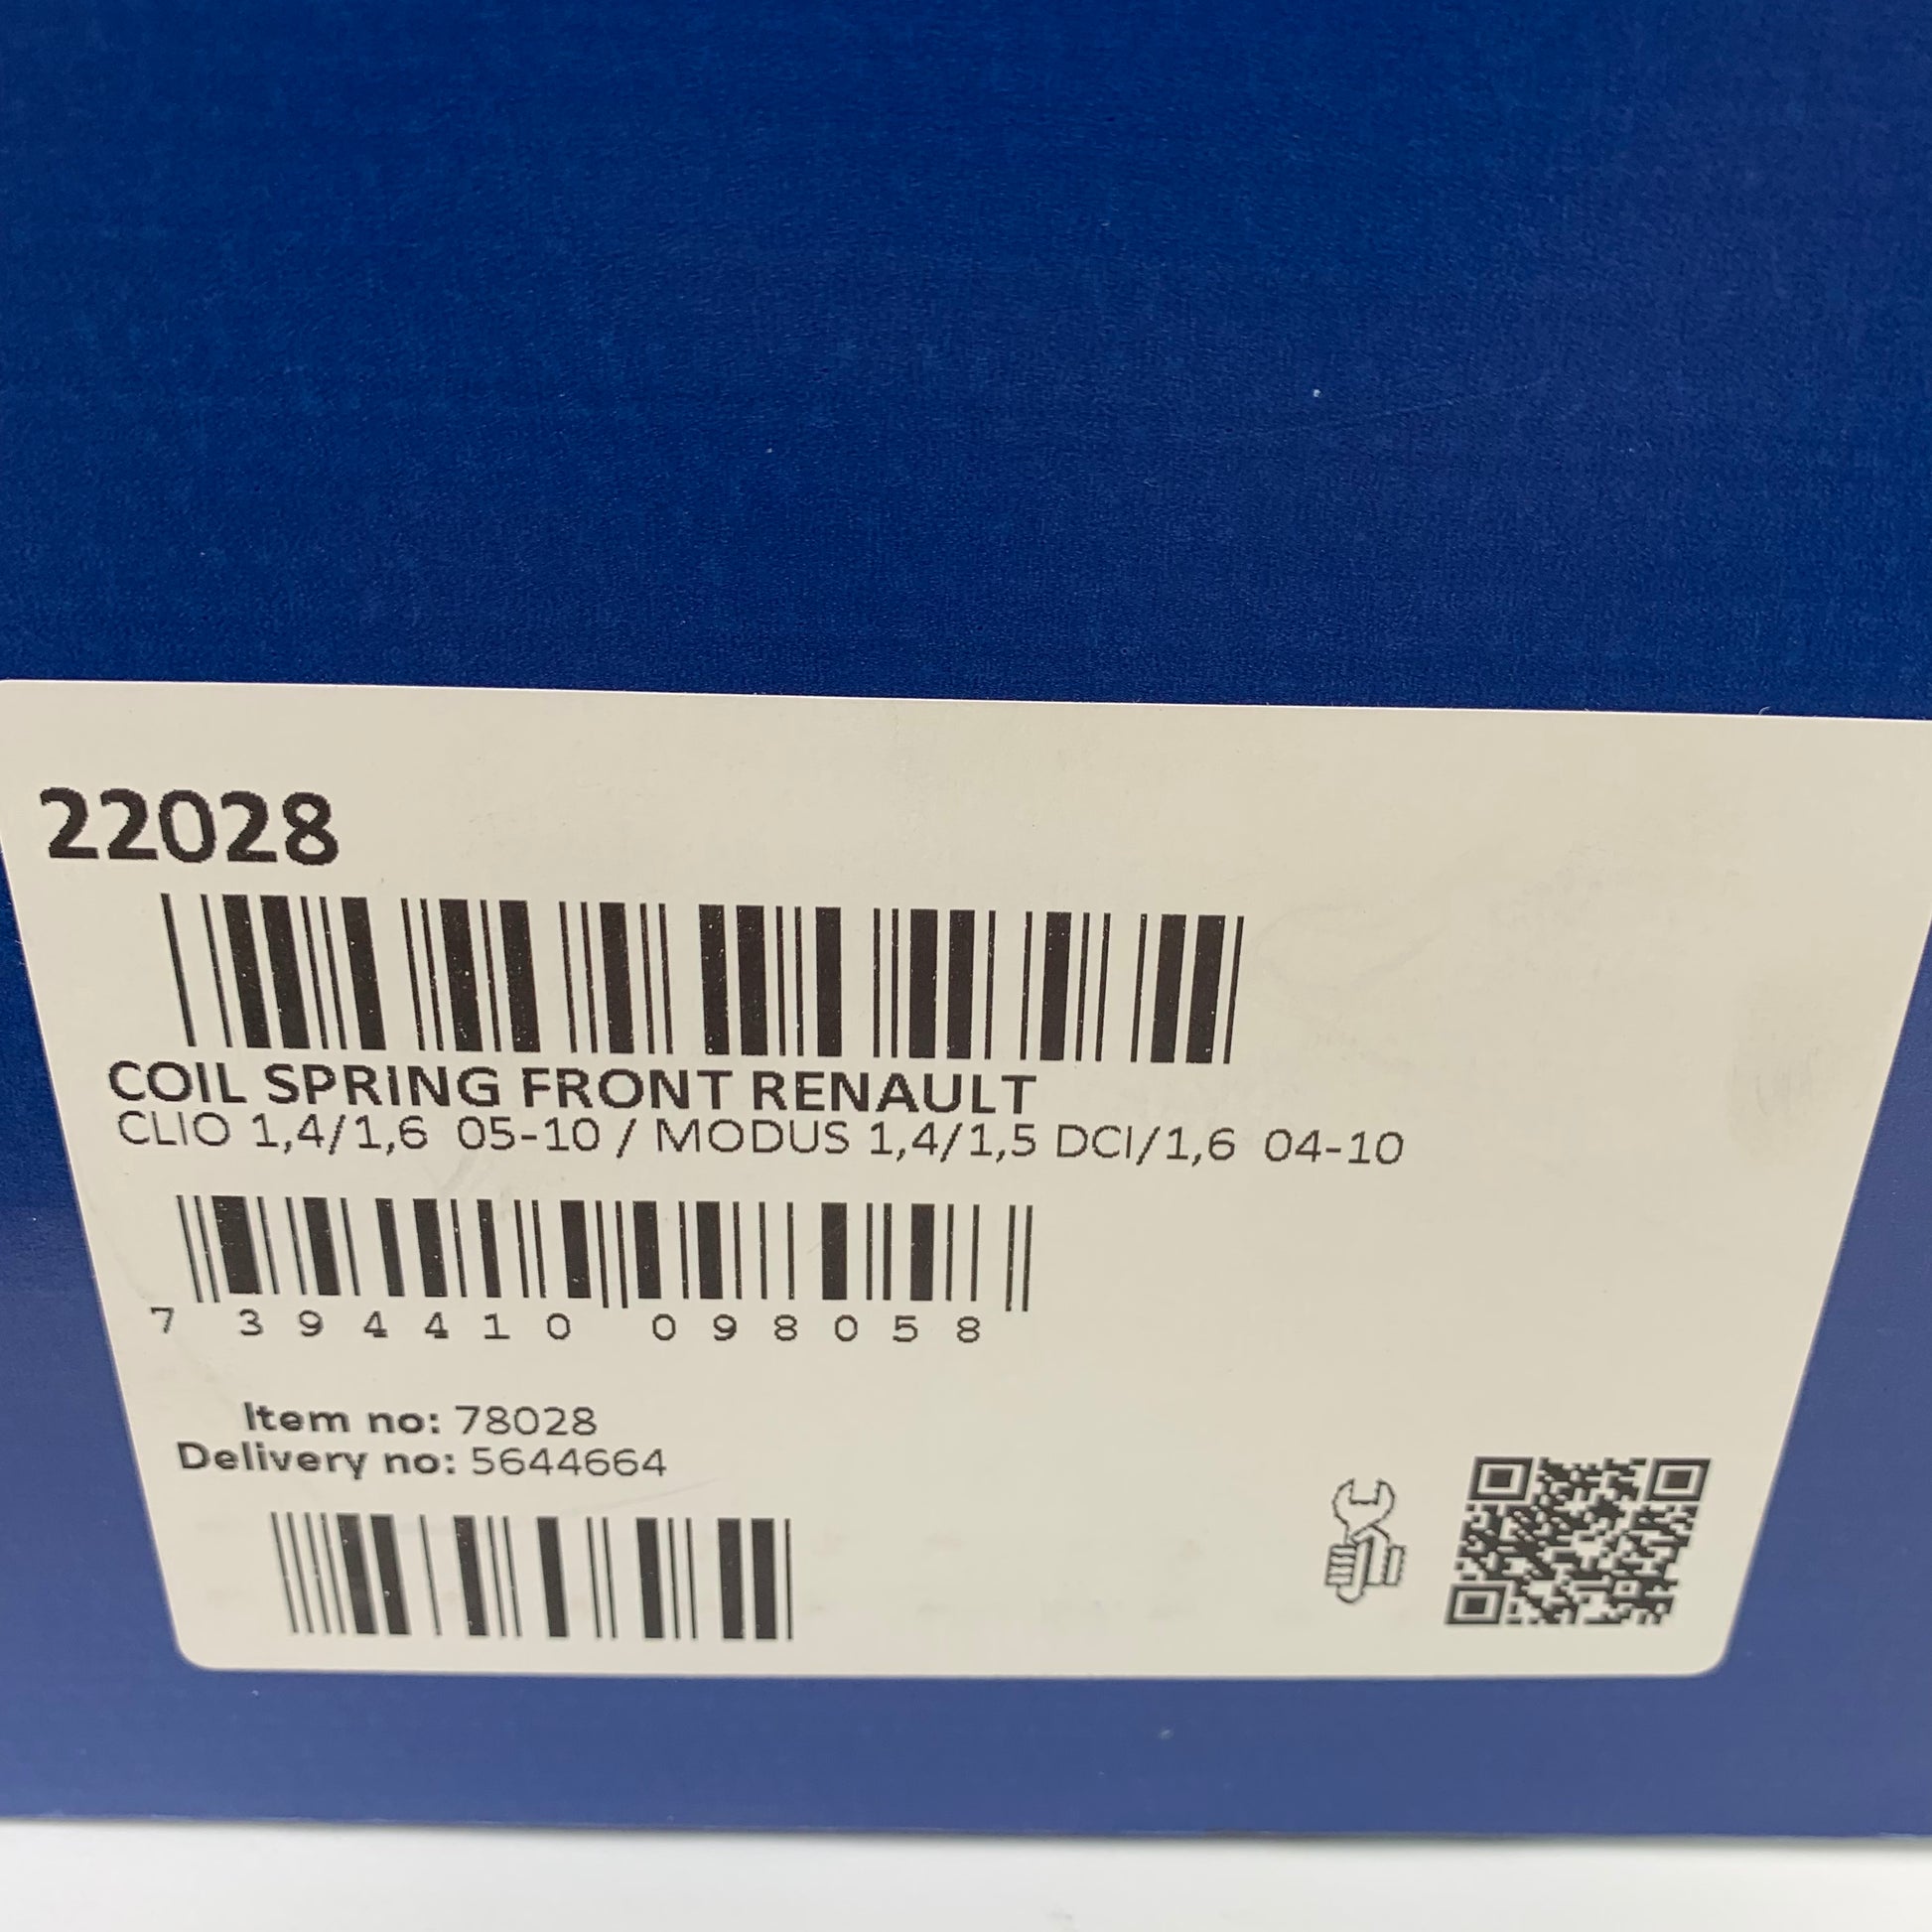 22028
COIL SPRING FRONT RENAULT
CLIO 1,4/1,6 05-10 / MODUS 1,4/1,5 DCI/1,6 04-10
7 394410 098058
Item no: 78028
Delivery no: 5644664